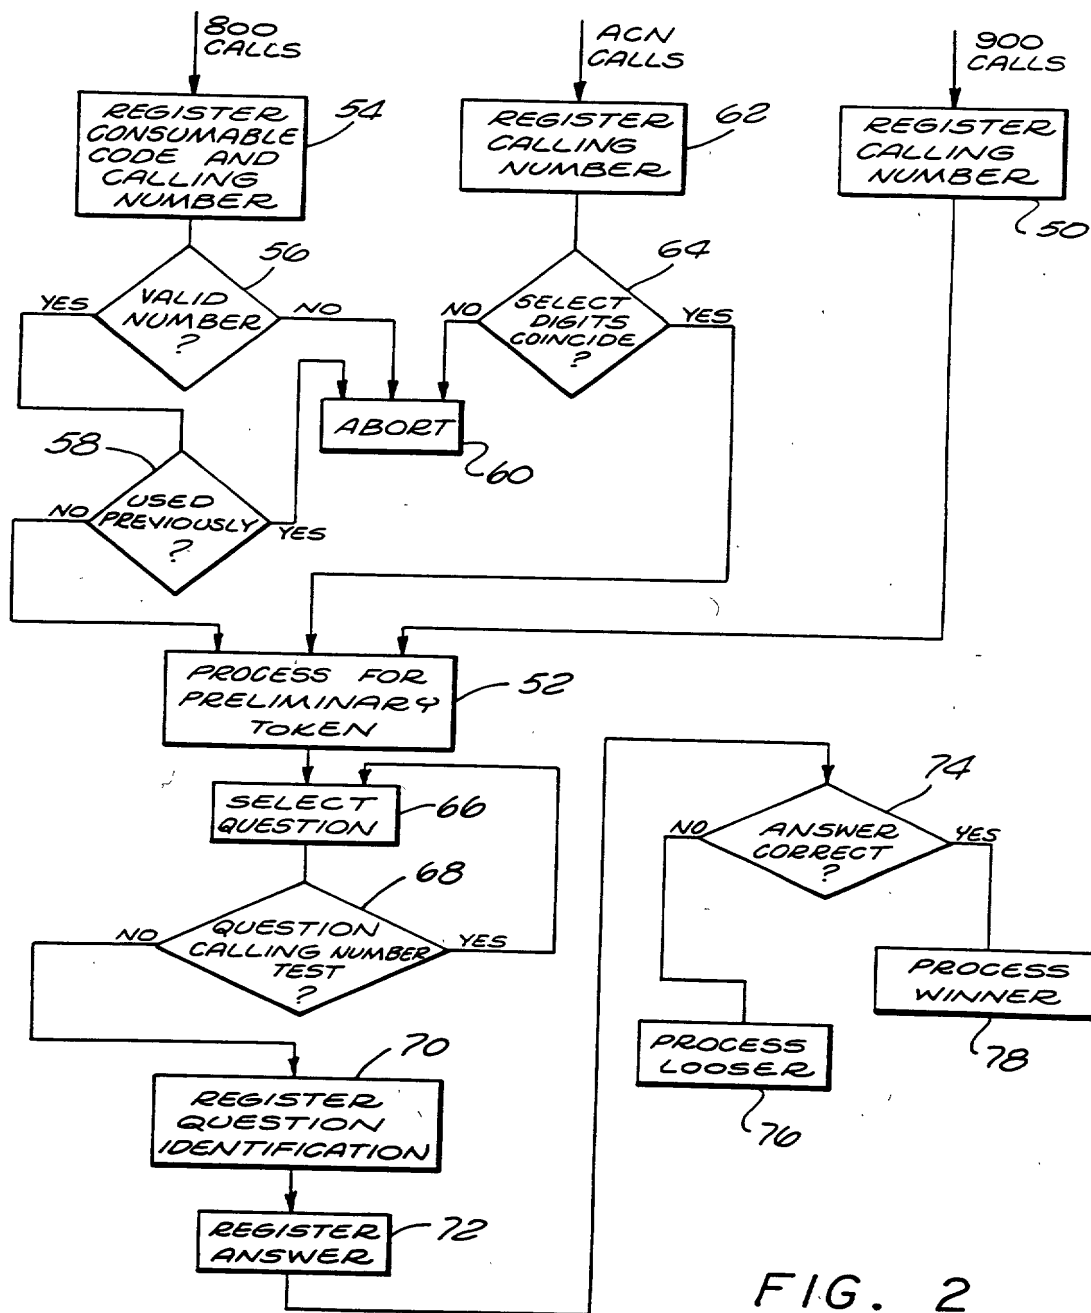 800
CALLS
ACN
CALLS
900
CALLS
REGISTER
CONSUMABLE
CODE AND
CALLING
NUMBER
54
REGISTER
CALLING
NUMBER
62
REGISTER
CALLING
NUMBER
50
56
YES
VALID
NUMBER
?
NO
64
NO
SELECT
DIGITS
COINCIDE
?
YES
ABORT
60
58
NO
USED
PREVIOUSLY
?
YES
PROCESS FOR
PRELIMINARY
TOKEN
52
SELECT
QUESTION
66
68
NO
QUESTION
CALLING NUMBER
TEST
?
YES
74
NO
ANSWER
CORRECT
?
YES
PROCESS
WINNER
78
PROCESS
LOOSER
76
70
REGISTER
QUESTION
IDENTIFICATION
REGISTER
ANSWER
72
FIG. 2